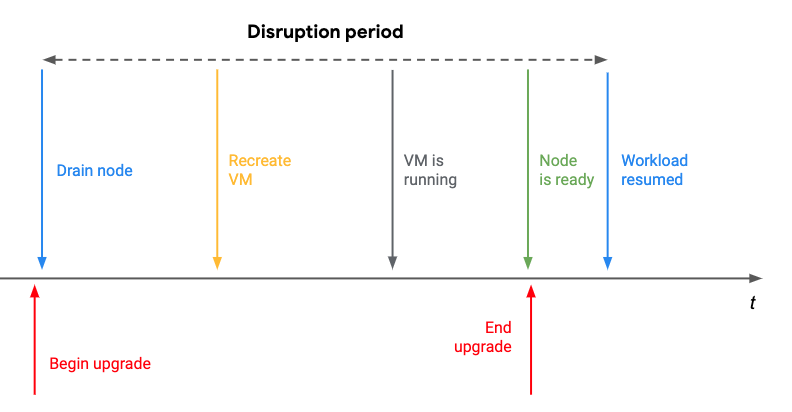 Disruption period
Drain node
Recreate
VM
VM is
running
Node
is ready
Workload
resumed
t
End
upgrade
Begin upgrade